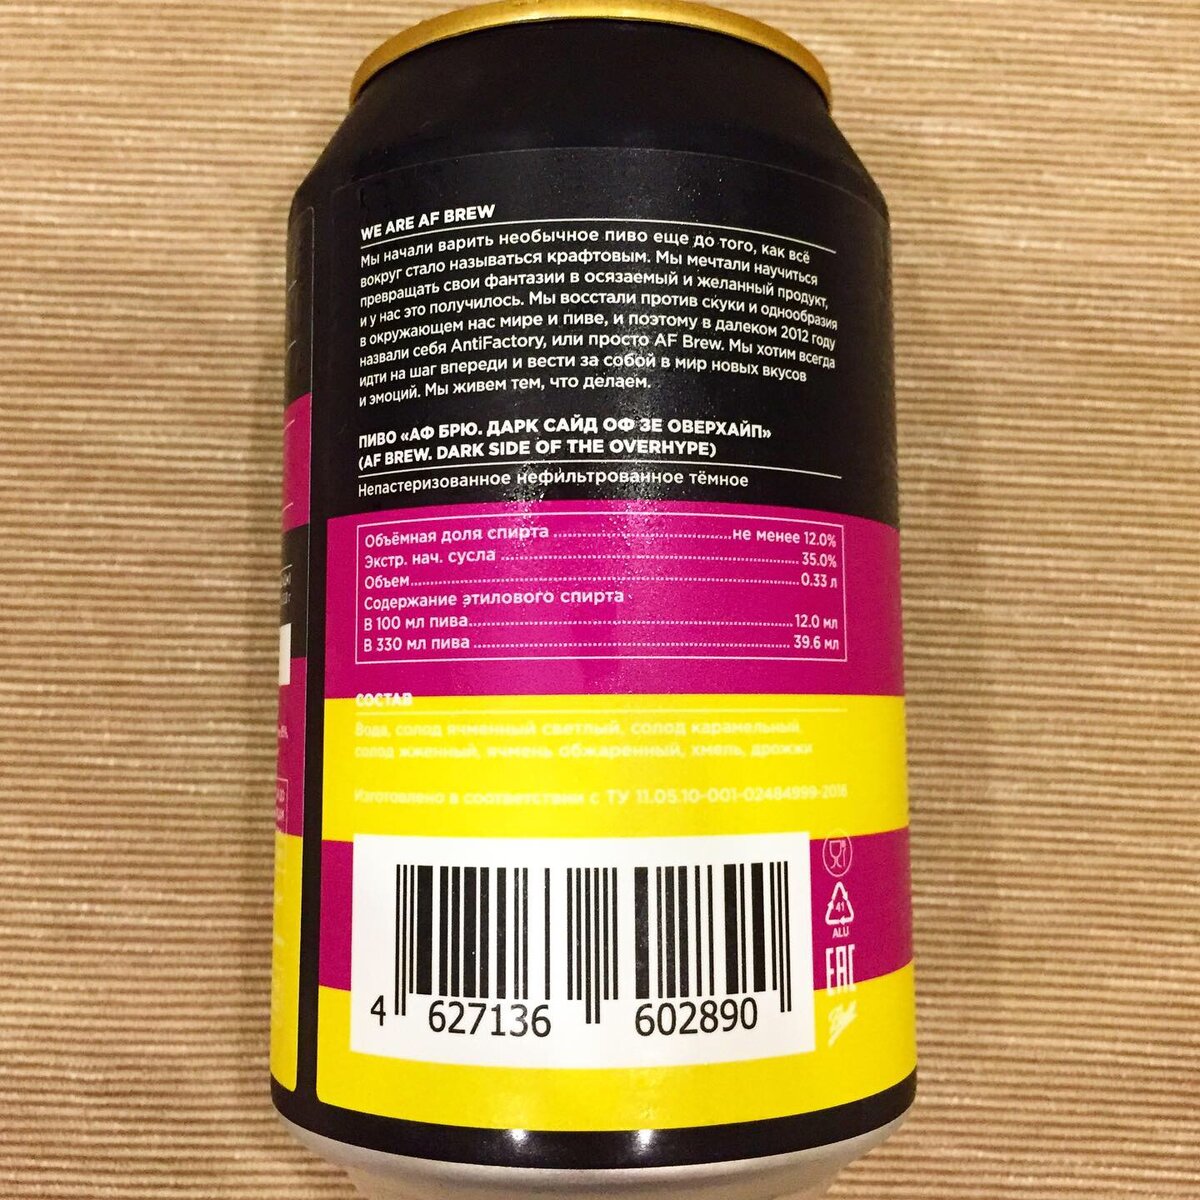 WE ARE AF BREW
Мы начали варить необычное пиво еще до того, как всё
вокруг стало называться крафтовым. Мы мечтали научиться
превращать свои фантазии в осязаемый и желанный продукт,
и у нас это получилось. Мы восстали против скуки и однообразия
в окружающем нас мире и пиве, и поэтому в далеком 2012 году
назвали себя AntiFactory, или просто AF Brew. Мы хотим всегда
идти на шаг впереди и вести за собой в мир новых вкусов
и эмоций. Мы живем тем, что делаем.
ПИВО «АФ БРЮ. ДАРК САЙД ОФ ЗЕ ОВЕРХАЙП»
(AF BREW. DARK SIDE OF THE OVERHYPE)
Непастеризованное нефильтрованное тёмное
Объёмная доля спирта ........ не менее 12.0%
Экстр. нач. сусла ........ 35.0%
Объем ........ 0.33 л
Содержание этилового спирта
В 100 мл пива ........ 12.0 мл
В 330 мл пива ........ 39.6 мл
СОСТАВ
Вода, солод ячменный светлый, солод карамельный,
солод жженный, ячмень обжаренный, хмель, дрожжи
Изготовлено в соответствии с ТУ 11.05.10-001-02484999-2016
4 627136 602890
41
ALU
EAC
Ball